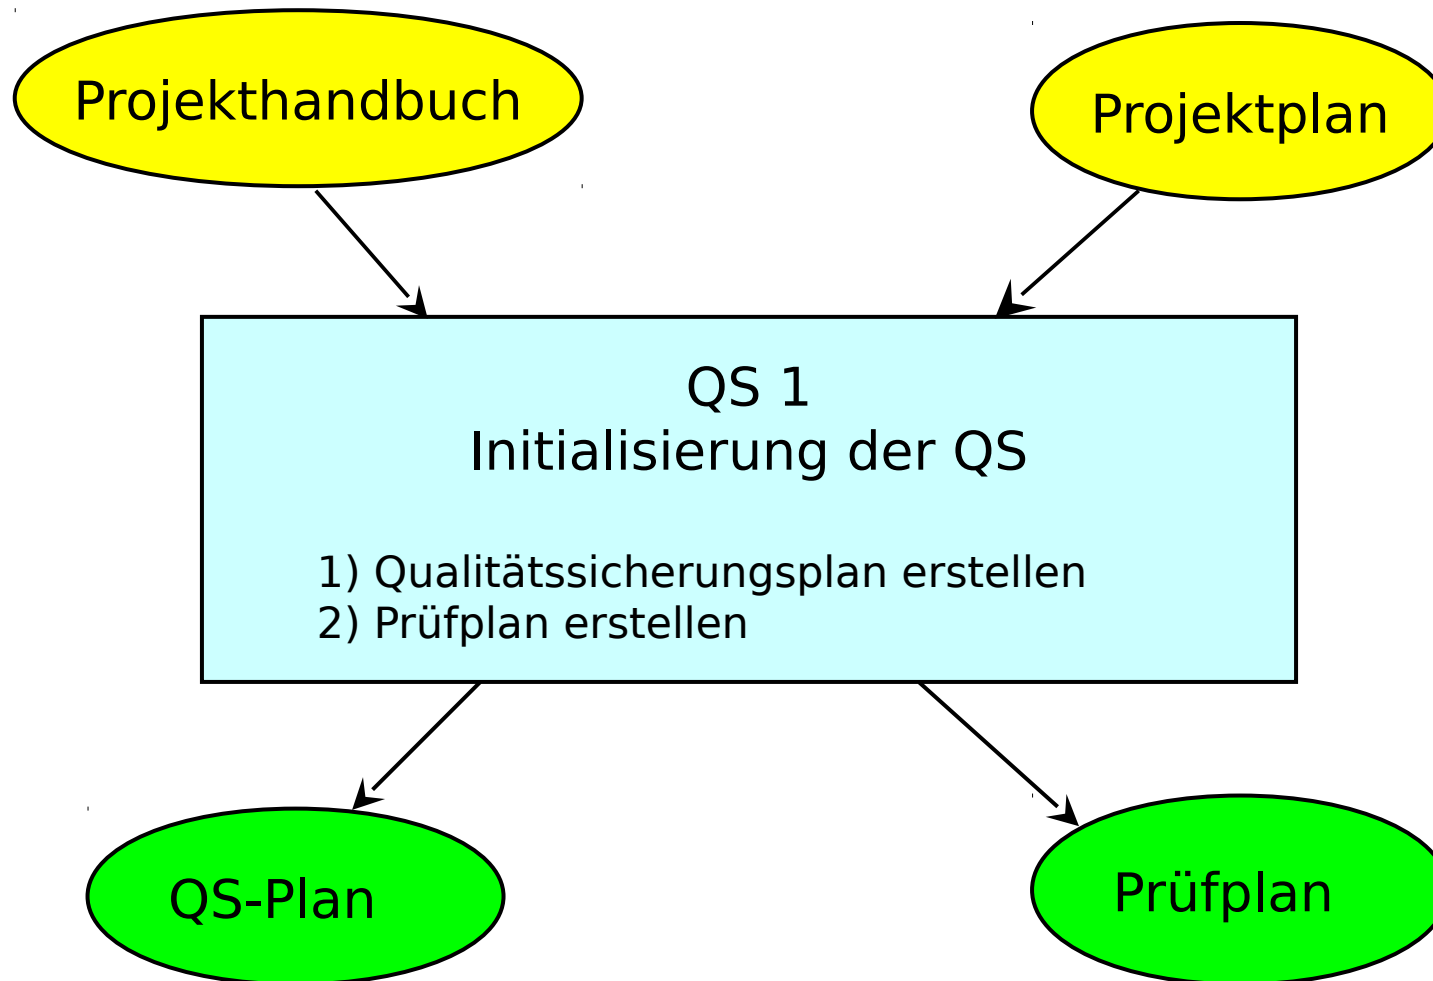 Projekthandbuch
Projektplan
QS 1
Initialisierung der QS
1) Qualitätssicherungsplan erstellen
2) Prüfplan erstellen
QS-Plan
Prüfplan